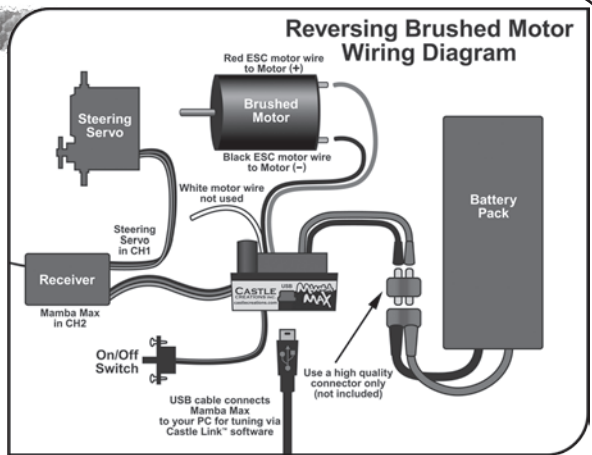 Reversing Brushed Motor
Wiring Diagram
Red ESC motor wire
to Motor (+)
Steering
Servo
Brushed
Motor
Black ESC motor wire
to Motor (−)
White motor wire
not used
Battery
Pack
Steering
Servo
in CH1
Receiver
Mamba Max
in CH2
CASTLE
CREATIONS INC.
castlecreations.com
USB
MAMBA
MAX
On/Off
Switch
Use a high quality
connector only
(not included)
USB cable connects
Mamba Max
to your PC for tuning via
Castle Link™ software